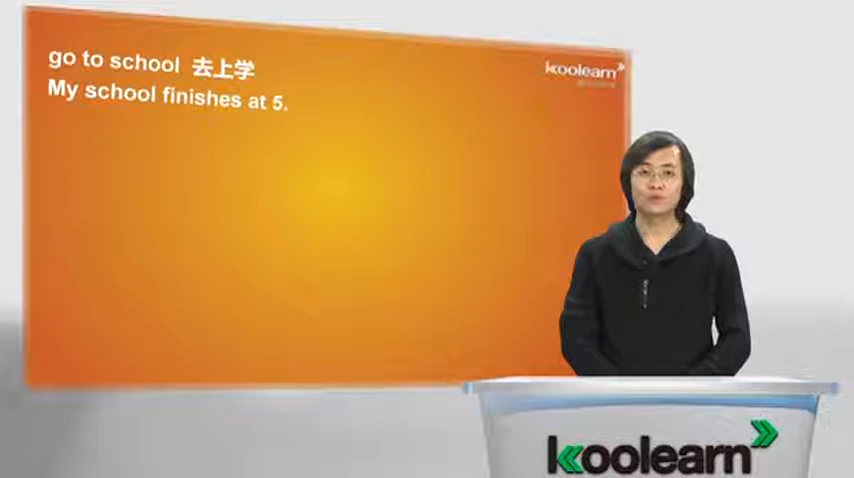 go to school 去上学
My school finishes at 5.
koolearn
koolearn